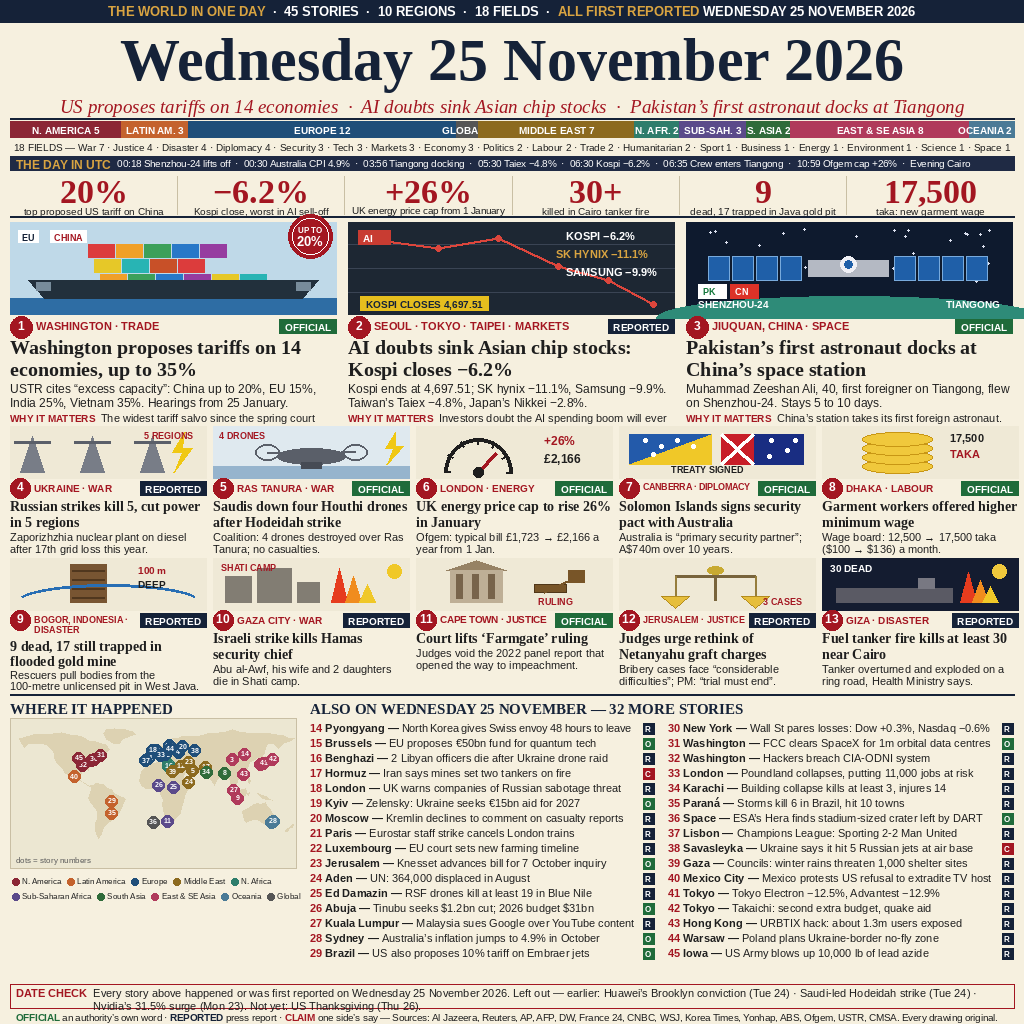 THE WORLD IN ONE DAY · 45 STORIES · 10 REGIONS · 18 FIELDS · ALL FIRST REPORTED WEDNESDAY 25 NOVEMBER 2026
Wednesday 25 November 2026
US proposes tariffs on 14 economies · AI doubts sink Asian chip stocks · Pakistan's first astronaut docks at Tiangong
N. AMERICA 5 LATIN AM. 3 EUROPE 12 GLOBA MIDDLE EAST 7 N. AFR. 2 SUB-SAH. 3 S. ASIA 2 EAST & SE ASIA 8 OCEANIA 2
18 FIELDS — War 7 · Justice 4 · Disaster 4 · Diplomacy 4 · Security 3 · Tech 3 · Markets 3 · Economy 3 · Politics 2 · Labour 2 · Trade 2 · Humanitarian 2 · Sport 1 · Business 1 · Energy 1 · Environment 1 · Science 1 · Space 1
THE DAY IN UTC 00:18 Shenzhou-24 lifts off · 00:30 Australia CPI 4.9% · 03:56 Tiangong docking · 05:30 Taiex −4.8% · 06:30 Kospi −6.2% · 06:35 Crew enters Tiangong · 10:59 Ofgem cap +26% · Evening Cairo
20% −6.2% +26% 30+ 9 17,500
top proposed US tariff on China Kospi close, worst in AI sell-off UK energy price cap from 1 January killed in Cairo tanker fire dead, 17 trapped in Java gold pit taka: new garment wage
EU CHINA UP TO 20%
AI KOSPI −6.2%
SK HYNIX −11.1%
SAMSUNG −9.9%
KOSPI CLOSES 4,697.51
PK CN
SHENZHOU-24 TIANGONG
1 WASHINGTON · TRADE OFFICIAL
Washington proposes tariffs on 14
economies, up to 35%
USTR cites “excess capacity”: China up to 20%, EU 15%,
India 25%, Vietnam 35%. Hearings from 25 January.
WHY IT MATTERS The widest tariff salvo since the spring court
2 SEOUL · TOKYO · TAIPEI · MARKETS REPORTED
AI doubts sink Asian chip stocks:
Kospi closes −6.2%
Kospi ends at 4,697.51; SK hynix −11.1%, Samsung −9.9%.
Taiwan's Taiex −4.8%, Japan's Nikkei −2.8%.
WHY IT MATTERS Investors doubt the AI spending boom will ever
3 JIUQUAN, CHINA · SPACE OFFICIAL
Pakistan's first astronaut docks at
China's space station
Muhammad Zeeshan Ali, 40, first foreigner on Tiangong, flew
on Shenzhou-24. Stays 5 to 10 days.
WHY IT MATTERS China's station takes its first foreign astronaut.
5 REGIONS
4 UKRAINE · WAR REPORTED
Russian strikes kill 5, cut power
in 5 regions
Zaporizhzhia nuclear plant on diesel
after 17th grid loss this year.
4 DRONES
5 RAS TANURA · WAR OFFICIAL
Saudis down four Houthi drones
after Hodeidah strike
Coalition: 4 drones destroyed over Ras
Tanura; no casualties.
+26%
£2,166
6 LONDON · ENERGY OFFICIAL
UK energy price cap to rise 26%
in January
Ofgem: typical bill £1,723 → £2,166 a
year from 1 Jan.
TREATY SIGNED
7 CANBERRA · DIPLOMACY OFFICIAL
Solomon Islands signs security
pact with Australia
Australia is “primary security partner”;
A$740m over 10 years.
17,500
TAKA
8 DHAKA · LABOUR OFFICIAL
Garment workers offered higher
minimum wage
Wage board: 12,500 → 17,500 taka
($100 → $136) a month.
100 m
DEEP
9 BOGOR, INDONESIA ·
DISASTER REPORTED
9 dead, 17 still trapped in
flooded gold mine
Rescuers pull bodies from the
100-metre unlicensed pit in West Java.
SHATI CAMP
10 GAZA CITY · WAR REPORTED
Israeli strike kills Hamas
security chief
Abu al-Awf, his wife and 2 daughters
die in Shati camp.
RULING
11 CAPE TOWN · JUSTICE OFFICIAL
Court lifts ‘Farmgate’ ruling
Judges void the 2022 panel report that
opened the way to impeachment.
3 CASES
12 JERUSALEM · JUSTICE REPORTED
Judges urge rethink of
Netanyahu graft charges
Bribery cases face “considerable
difficulties”; PM: “trial must end”.
30 DEAD
13 GIZA · DISASTER REPORTED
Fuel tanker fire kills at least 30
near Cairo
Tanker overturned and exploded on a
ring road, Health Ministry says.
WHERE IT HAPPENED
dots = story numbers
N. America Latin America Europe Middle East N. Africa
Sub-Saharan Africa South Asia East & SE Asia Oceania Global
ALSO ON WEDNESDAY 25 NOVEMBER — 32 MORE STORIES
14 Pyongyang — North Korea gives Swiss envoy 48 hours to leave R
15 Brussels — EU proposes €50bn fund for quantum tech O
16 Benghazi — 2 Libyan officers die after Ukraine drone raid R
17 Hormuz — Iran says mines set two tankers on fire C
18 London — UK warns companies of Russian sabotage threat R
19 Kyiv — Zelensky: Ukraine seeks €15bn aid for 2027 O
20 Moscow — Kremlin declines to comment on casualty reports R
21 Paris — Eurostar staff strike cancels London trains R
22 Luxembourg — EU court sets new farming timeline R
23 Jerusalem — Knesset advances bill for 7 October inquiry O
24 Aden — UN: 364,000 displaced in August R
25 Ed Damazin — RSF drones kill at least 19 in Blue Nile R
26 Abuja — Tinubu seeks $1.2bn cut; 2026 budget $31bn O
27 Kuala Lumpur — Malaysia sues Google over YouTube content R
28 Sydney — Australia's inflation jumps to 4.9% in October O
29 Brazil — US also proposes 10% tariff on Embraer jets O
30 New York — Wall St pares losses: Dow +0.3%, Nasdaq −0.6% R
31 Washington — FCC clears SpaceX for 1m orbital data centres O
32 Washington — Hackers breach CIA-ODNI system R
33 London — Poundland collapses, putting 11,000 jobs at risk R
34 Karachi — Building collapse kills at least 3, injures 14 R
35 Paraná — Storms kill 6 in Brazil, hit 10 towns R
36 Space — ESA's Hera finds stadium-sized crater left by DART O
37 Lisbon — Champions League: Sporting 2-2 Man United R
38 Savasleyka — Ukraine says it hit 5 Russian jets at air base C
39 Gaza — Councils: winter rains threaten 1,000 shelter sites R
40 Mexico City — Mexico protests US refusal to extradite TV host R
41 Tokyo — Tokyo Electron −12.5%, Advantest −12.9% R
42 Tokyo — Takaichi: second extra budget, quake aid R
43 Hong Kong — URBTIX hack: about 1.3m users exposed R
44 Warsaw — Poland plans Ukraine-border no-fly zone R
45 Iowa — US Army blows up 10,000 lb of lead azide R
DATE CHECK Every story above happened or was first reported on Wednesday 25 November 2026. Left out — earlier: Huawei's Brooklyn conviction (Tue 24) · Saudi-led Hodeidah strike (Tue 24) ·
Nvidia's 31.5% surge (Mon 23). Not yet: US Thanksgiving (Thu 26).
OFFICIAL an authority's own word · REPORTED press report · CLAIM one side's say — Sources: Al Jazeera, Reuters, AP, AFP, DW, France 24, CNBC, WSJ, Korea Times, Yonhap, ABS, Ofgem, USTR, CMSA. Every drawing original.